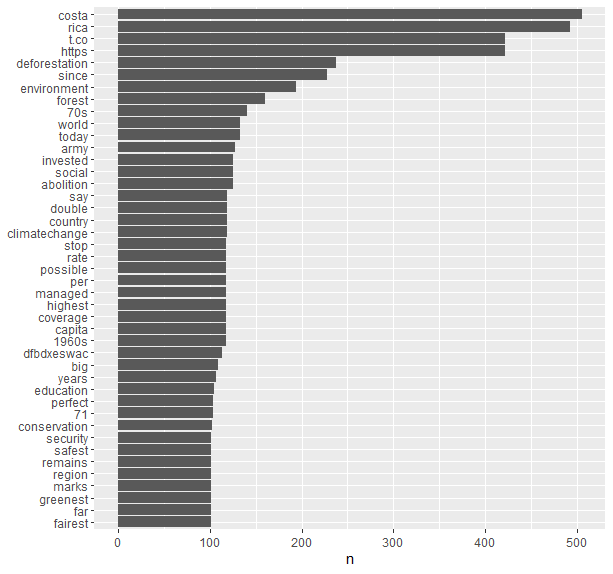 costa
rica
t.co
https
deforestation
since
environment
forest
70s
world
today
army
invested
social
abolition
say
double
country
climatechange
stop
rate
possible
per
managed
highest
coverage
capita
1960s
dfbdxeswac
big
years
education
perfect
71
conservation
security
safest
remains
region
marks
greenest
far
fairest
0 100 200 300 400 500
n